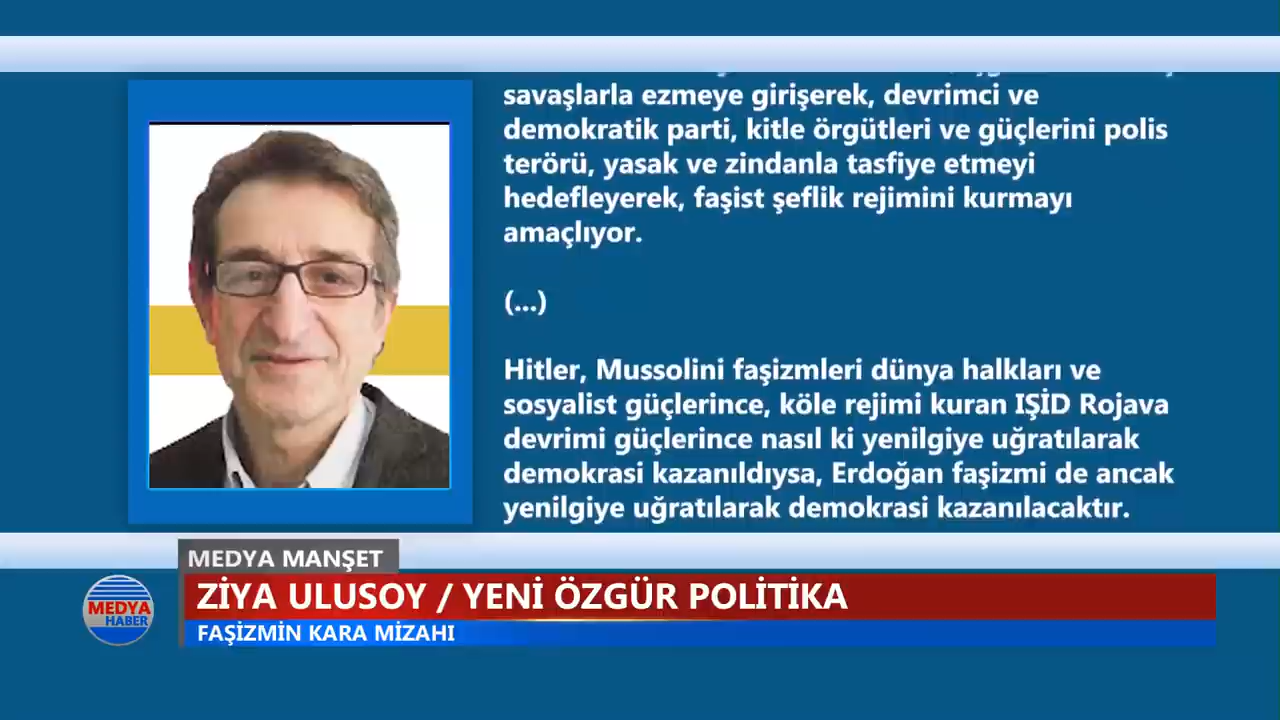 savaşlarla ezmeye girişerek, devrimci ve
demokratik parti, kitle örgütleri ve güçlerini polis
terörü, yasak ve zindanla tasfiye etmeyi
hedefleyerek, faşist şeflik rejimini kurmayı
amaçlıyor.
(...)
Hitler, Mussolini faşizmleri dünya halkları ve
sosyalist güçlerince, köle rejimi kuran IŞİD Rojava
devrimi güçlerince nasıl ki yenilgiye uğratılarak
demokrasi kazanıldıysa, Erdoğan faşizmi de ancak
yenilgiye uğratılarak demokrasi kazanılacaktır.
MEDYA MANŞET
ZİYA ULUSOY / YENİ ÖZGÜR POLİTİKA
FAŞİZMİN KARA MİZAHI
MEDYA
HABER